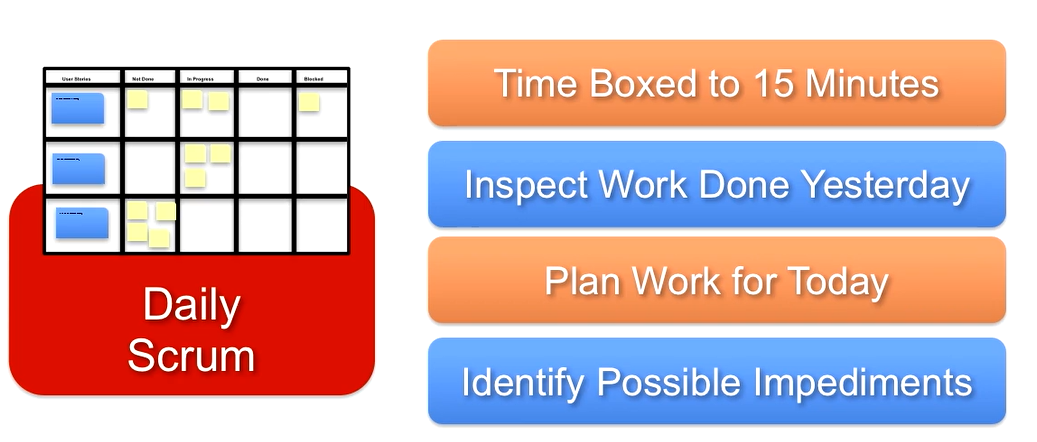 User Stories
Not Done
In Progress
Done
Blocked
Daily
Scrum
Time Boxed to 15 Minutes
Inspect Work Done Yesterday
Plan Work for Today
Identify Possible Impediments